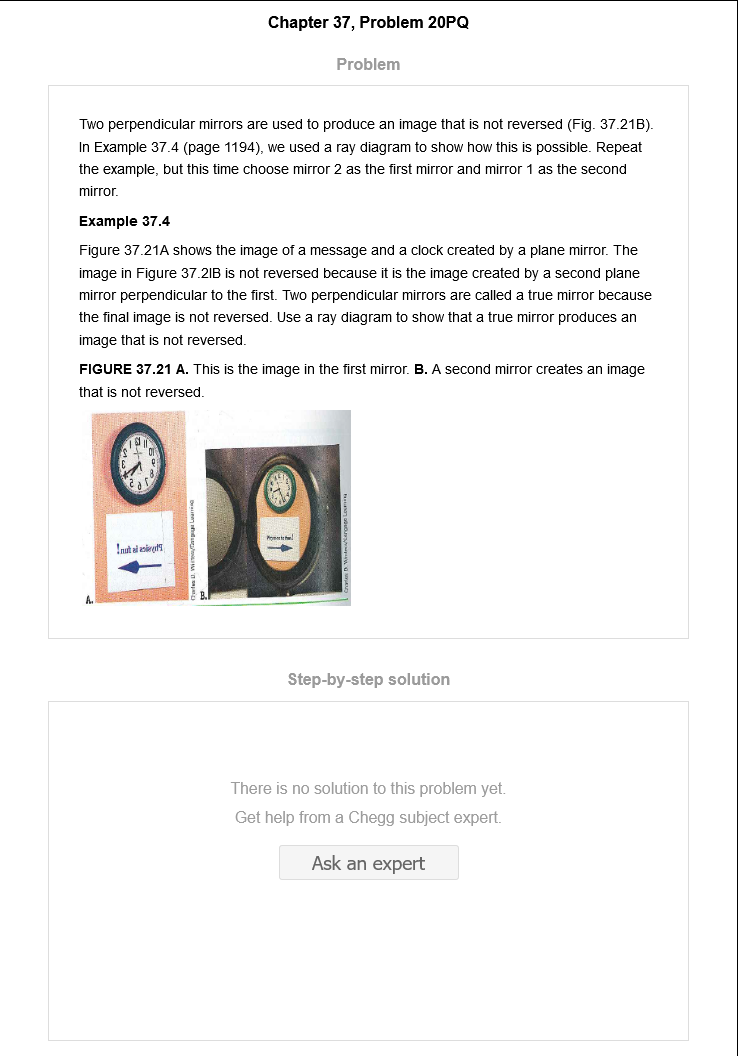 Chapter 37, Problem 20PQ
Problem
Two perpendicular mirrors are used to produce an image that is not reversed (Fig. 37.21B).
In Example 37.4 (page 1194), we used a ray diagram to show how this is possible. Repeat
the example, but this time choose mirror 2 as the first mirror and mirror 1 as the second
mirror.
Example 37.4
Figure 37.21A shows the image of a message and a clock created by a plane mirror. The
image in Figure 37.2IB is not reversed because it is the image created by a second plane
mirror perpendicular to the first. Two perpendicular mirrors are called a true mirror because
the final image is not reversed. Use a ray diagram to show that a true mirror produces an
image that is not reversed.
FIGURE 37.21 A. This is the image in the first mirror. B. A second mirror creates an image
that is not reversed.
Physics is fun!
A.
Charles D. Winters/Cengage Learning
Physics is fun!
B.
Charles D. Winters/Cengage Learning
Step-by-step solution
There is no solution to this problem yet.
Get help from a Chegg subject expert.
Ask an expert